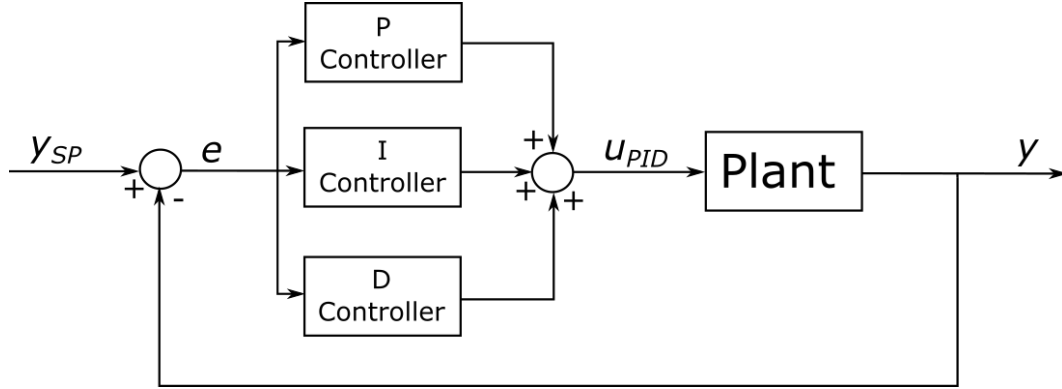 P
Controller
y_SP
+
-
e
I
Controller
+
+
+
u_PID
Plant
y
D
Controller